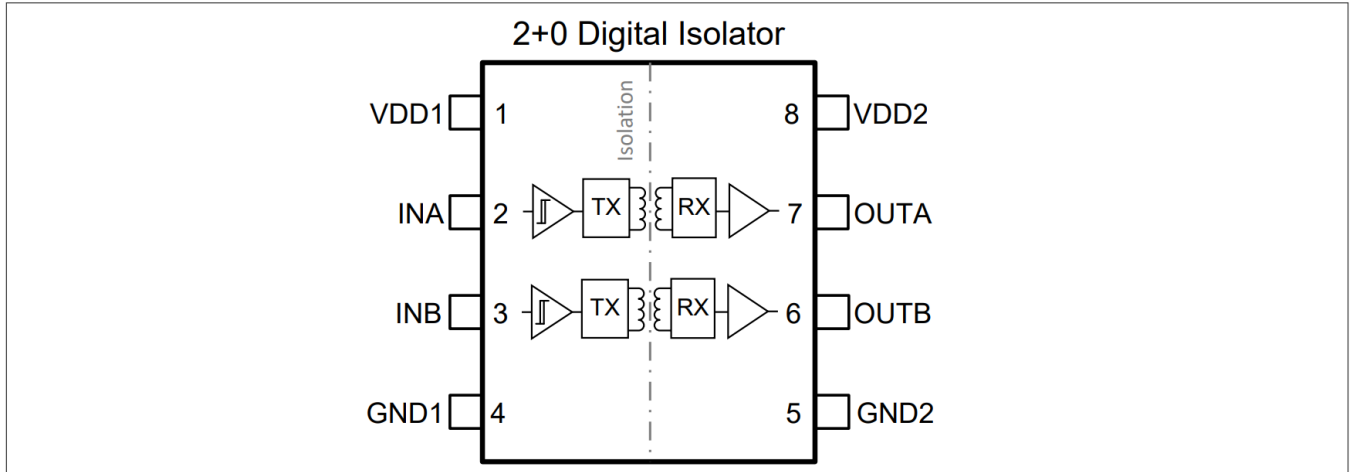 2+0 Digital Isolator
Isolation
VDD1 1 8 VDD2
INA 2 TX RX 7 OUTA
INB 3 TX RX 6 OUTB
GND1 4 5 GND2